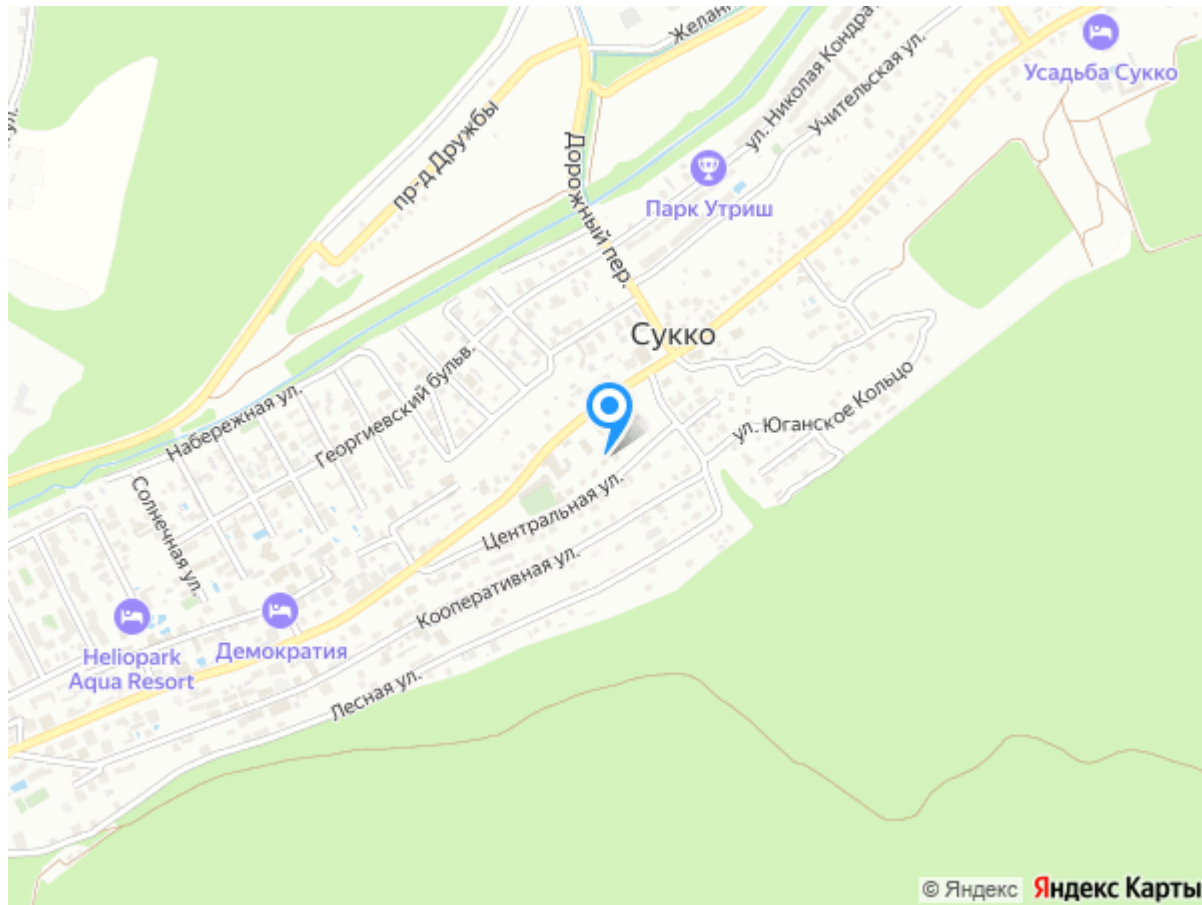 Желан
ул. Николая Кондрат
Учительская ул.
Усадьба Сукко
пр-д Дружбы
Дорожный пер.
Парк Утриш
Сукко
Набережная ул.
Георгиевский бульв.
ул. Юганское Кольцо
Солнечная ул.
Центральная ул.
Кооперативная ул.
Heliopark
Aqua Resort
Демократия
Лесная ул.
© Яндекс Яндекс Карты